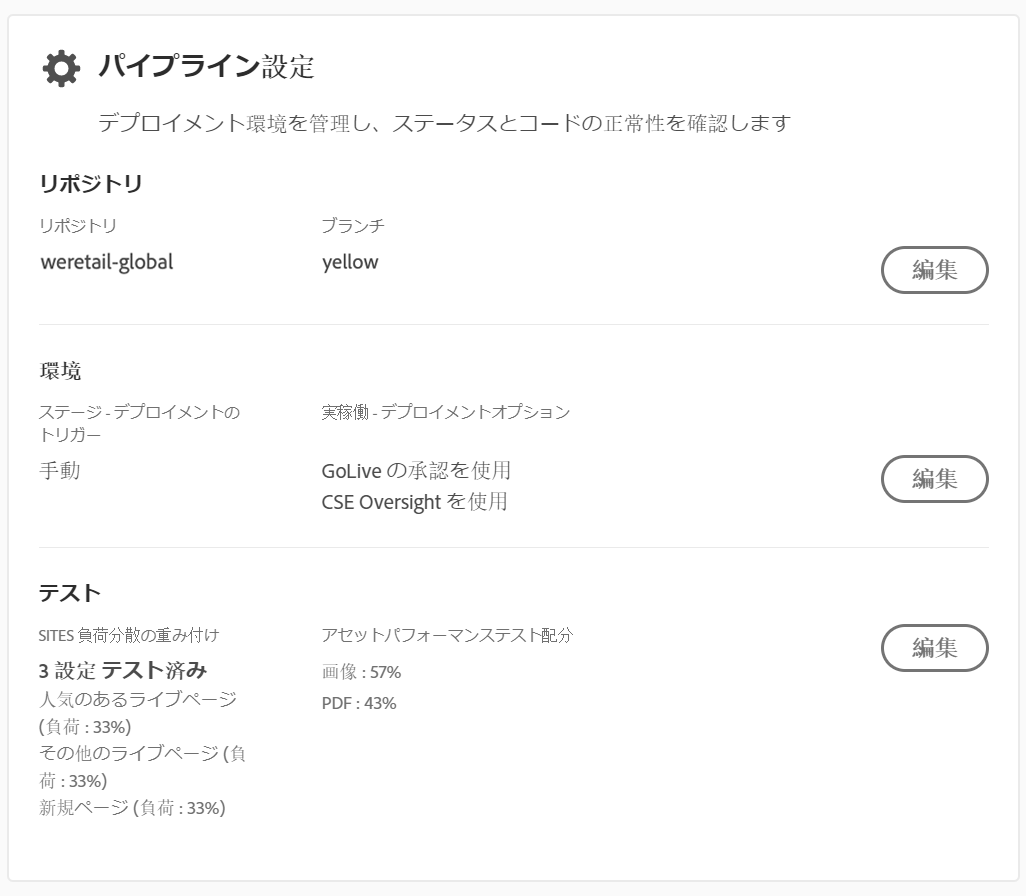 パイプライン設定
デプロイメント環境を管理し、ステータスとコードの正常性を確認します
リポジトリ
リポジトリ
ブランチ
weretail-global
yellow
編集
環境
ステージ - デプロイメントの
トリガー
実稼働 - デプロイメントオプション
手動
GoLive の承認を使用
CSE Oversight を使用
編集
テスト
SITES 負荷分散の重み付け
アセットパフォーマンステスト配分
3 設定 テスト済み
人気のあるライブページ
(負荷 : 33%)
その他のライブページ (負
荷 : 33%)
新規ページ (負荷 : 33%)
画像 : 57%
PDF : 43%
編集